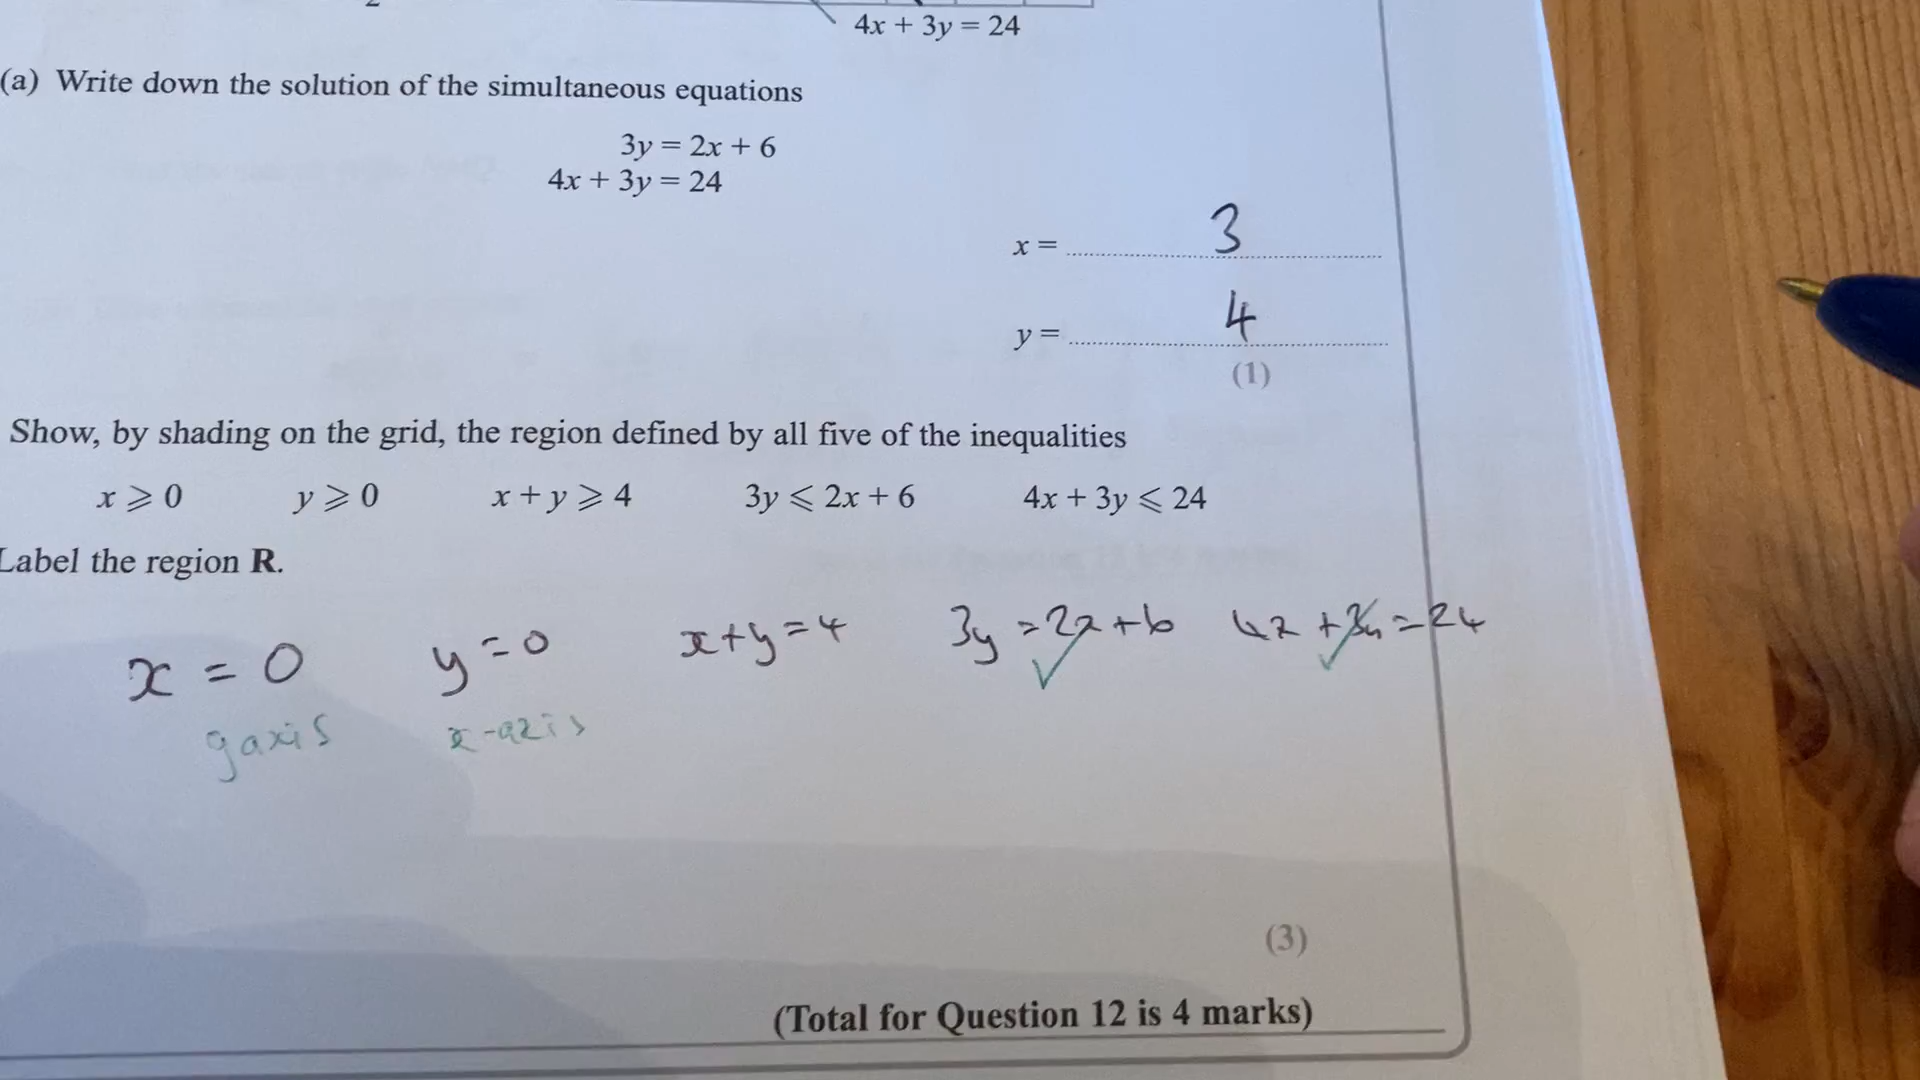 4x + 3y = 24
(a) Write down the solution of the simultaneous equations
3y = 2x + 6
4x + 3y = 24
x = 3
y = 4
(1)
Show, by shading on the grid, the region defined by all five of the inequalities
x ⩾ 0 y ⩾ 0 x + y ⩾ 4 3y ⩽ 2x + 6 4x + 3y ⩽ 24
Label the region R.
x = 0 y = 0 x+y=4 3y = 2x + 6 4x + 3y = 24
y axis x-axis
(3)
(Total for Question 12 is 4 marks)